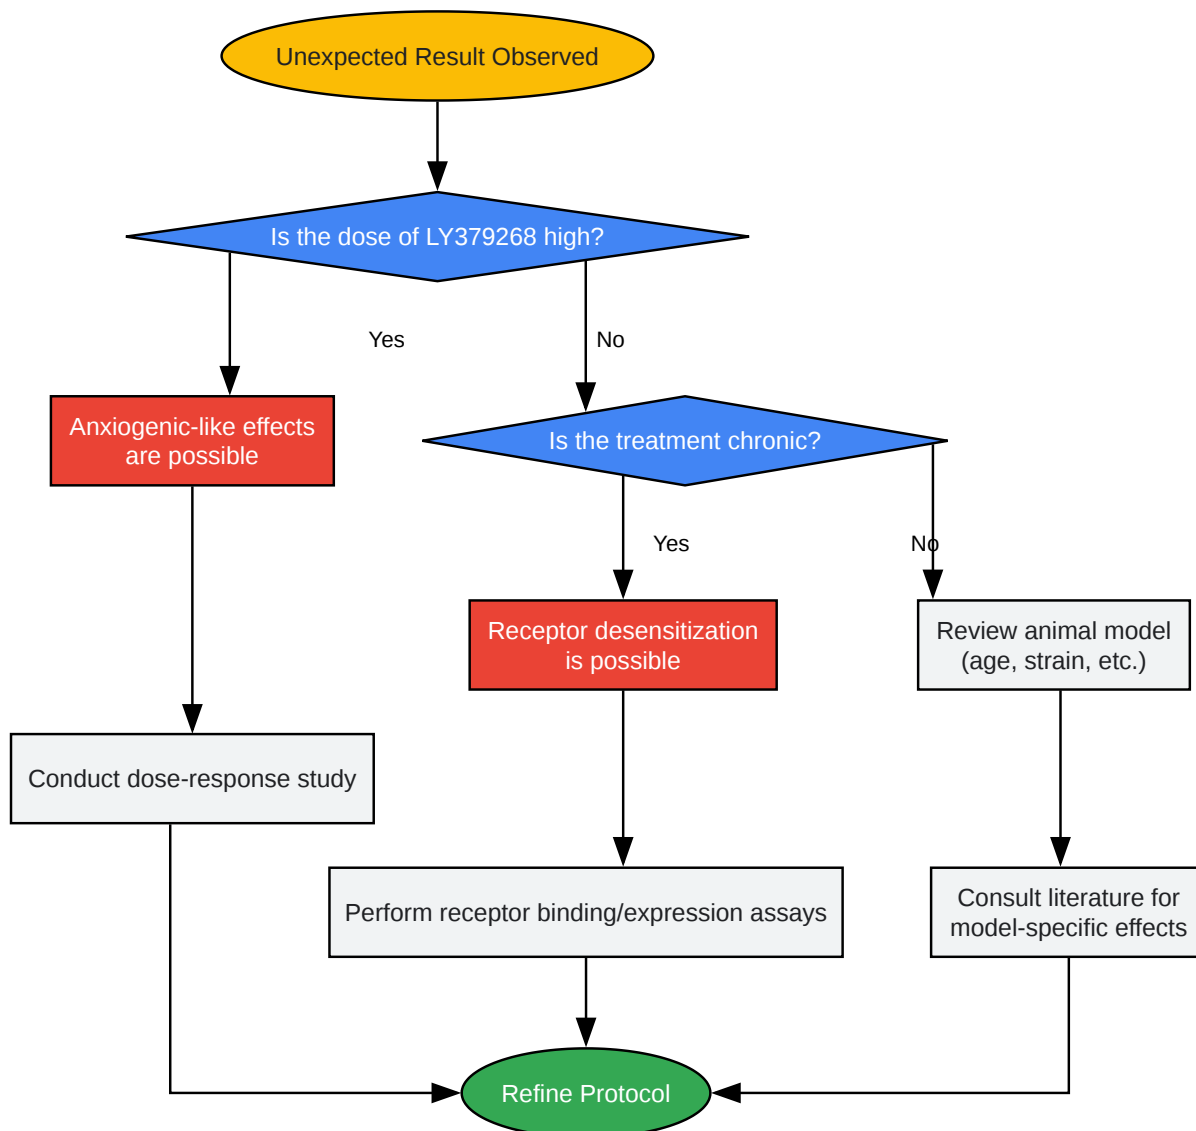 Unexpected Result Observed
Is the dose of LY379268 high?
Yes
No
Anxiogenic-like effects
are possible
Is the treatment chronic?
Yes
No
Receptor desensitization
is possible
Review animal model
(age, strain, etc.)
Conduct dose-response study
Perform receptor binding/expression assays
Consult literature for
model-specific effects
Refine Protocol